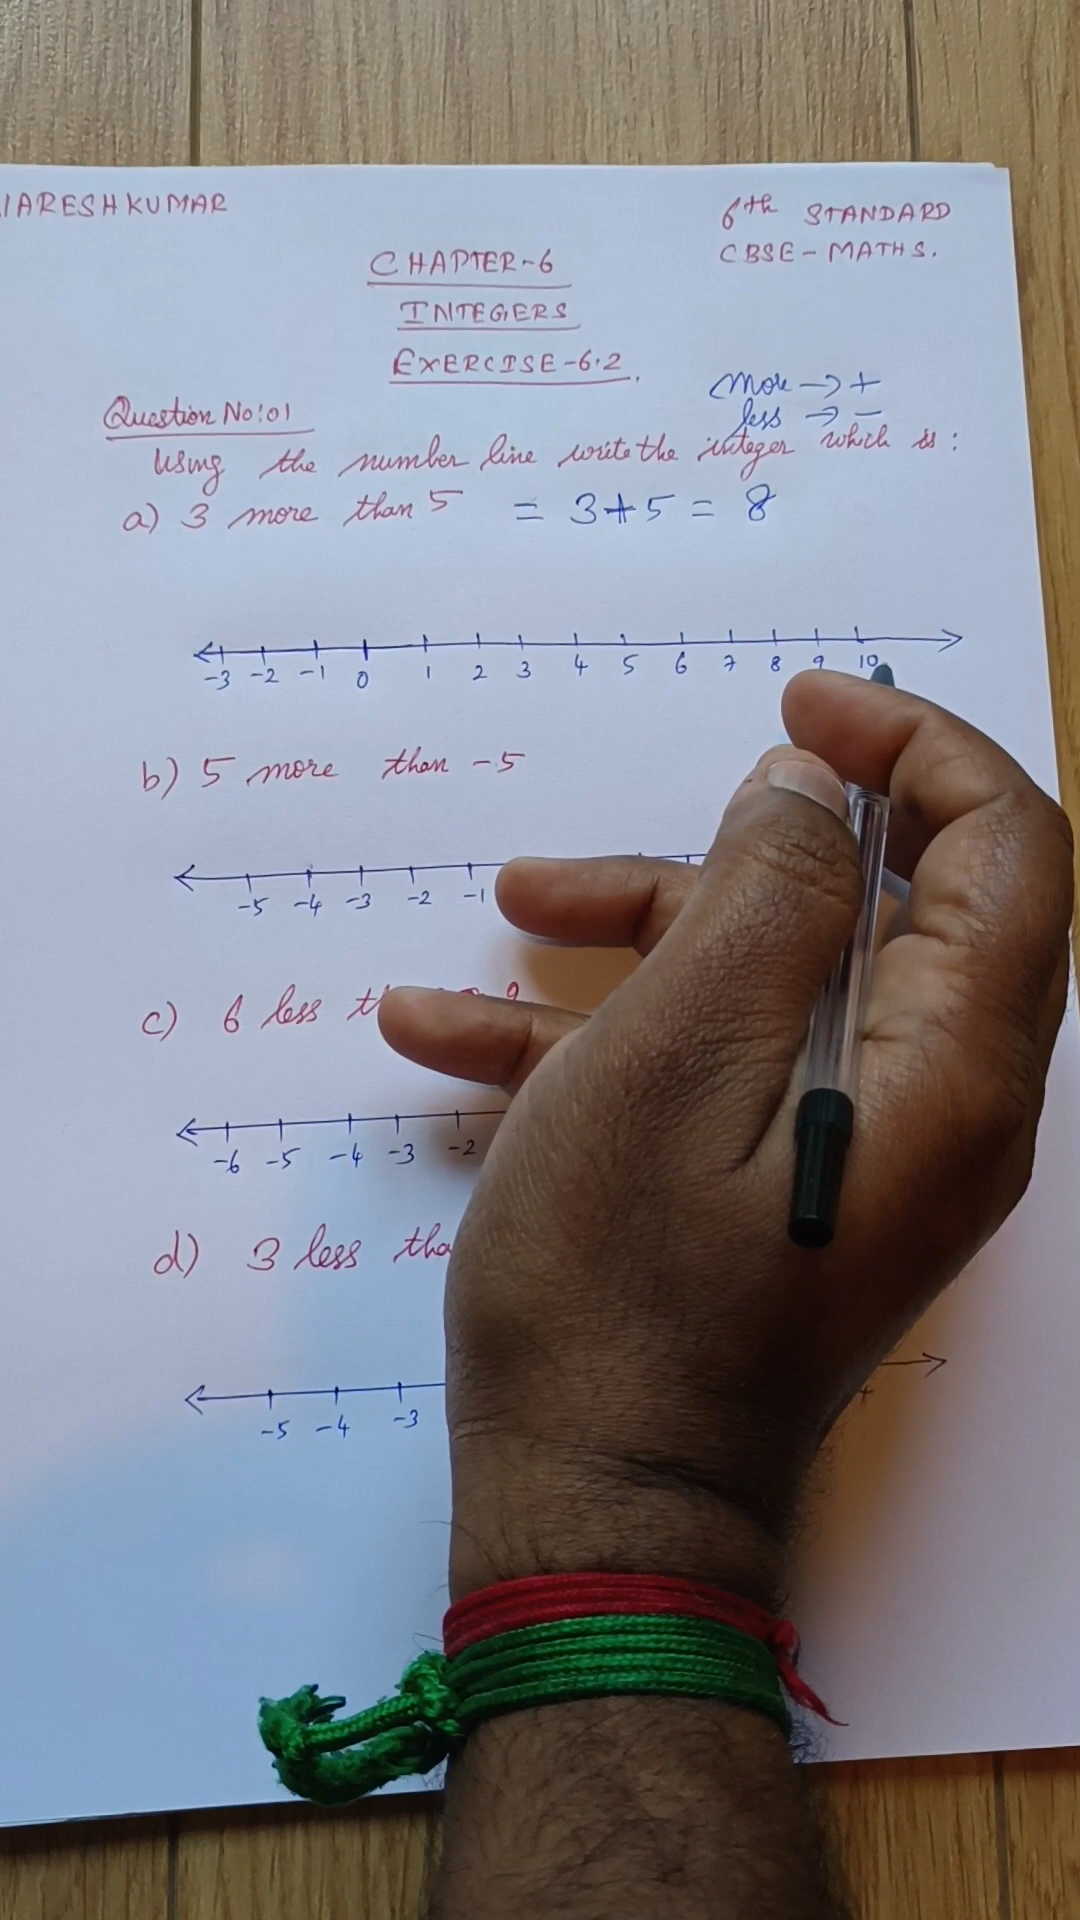 6th STANDARD
CBSE - MATHS.
CHAPTER-6
INTEGERS
EXERCISE-6.2.
more → +
less → -
Question No:01
Using the number line write the integer which is:
a) 3 more than 5 = 3+5 = 8
-3 -2 -1 0 1 2 3 4 5 6 7 8 9 10
b) 5 more than -5
-5 -4 -3 -2 -1
c) 6 less
-6 -5 -4 -3 -2
d) 3 less
-5 -4 -3